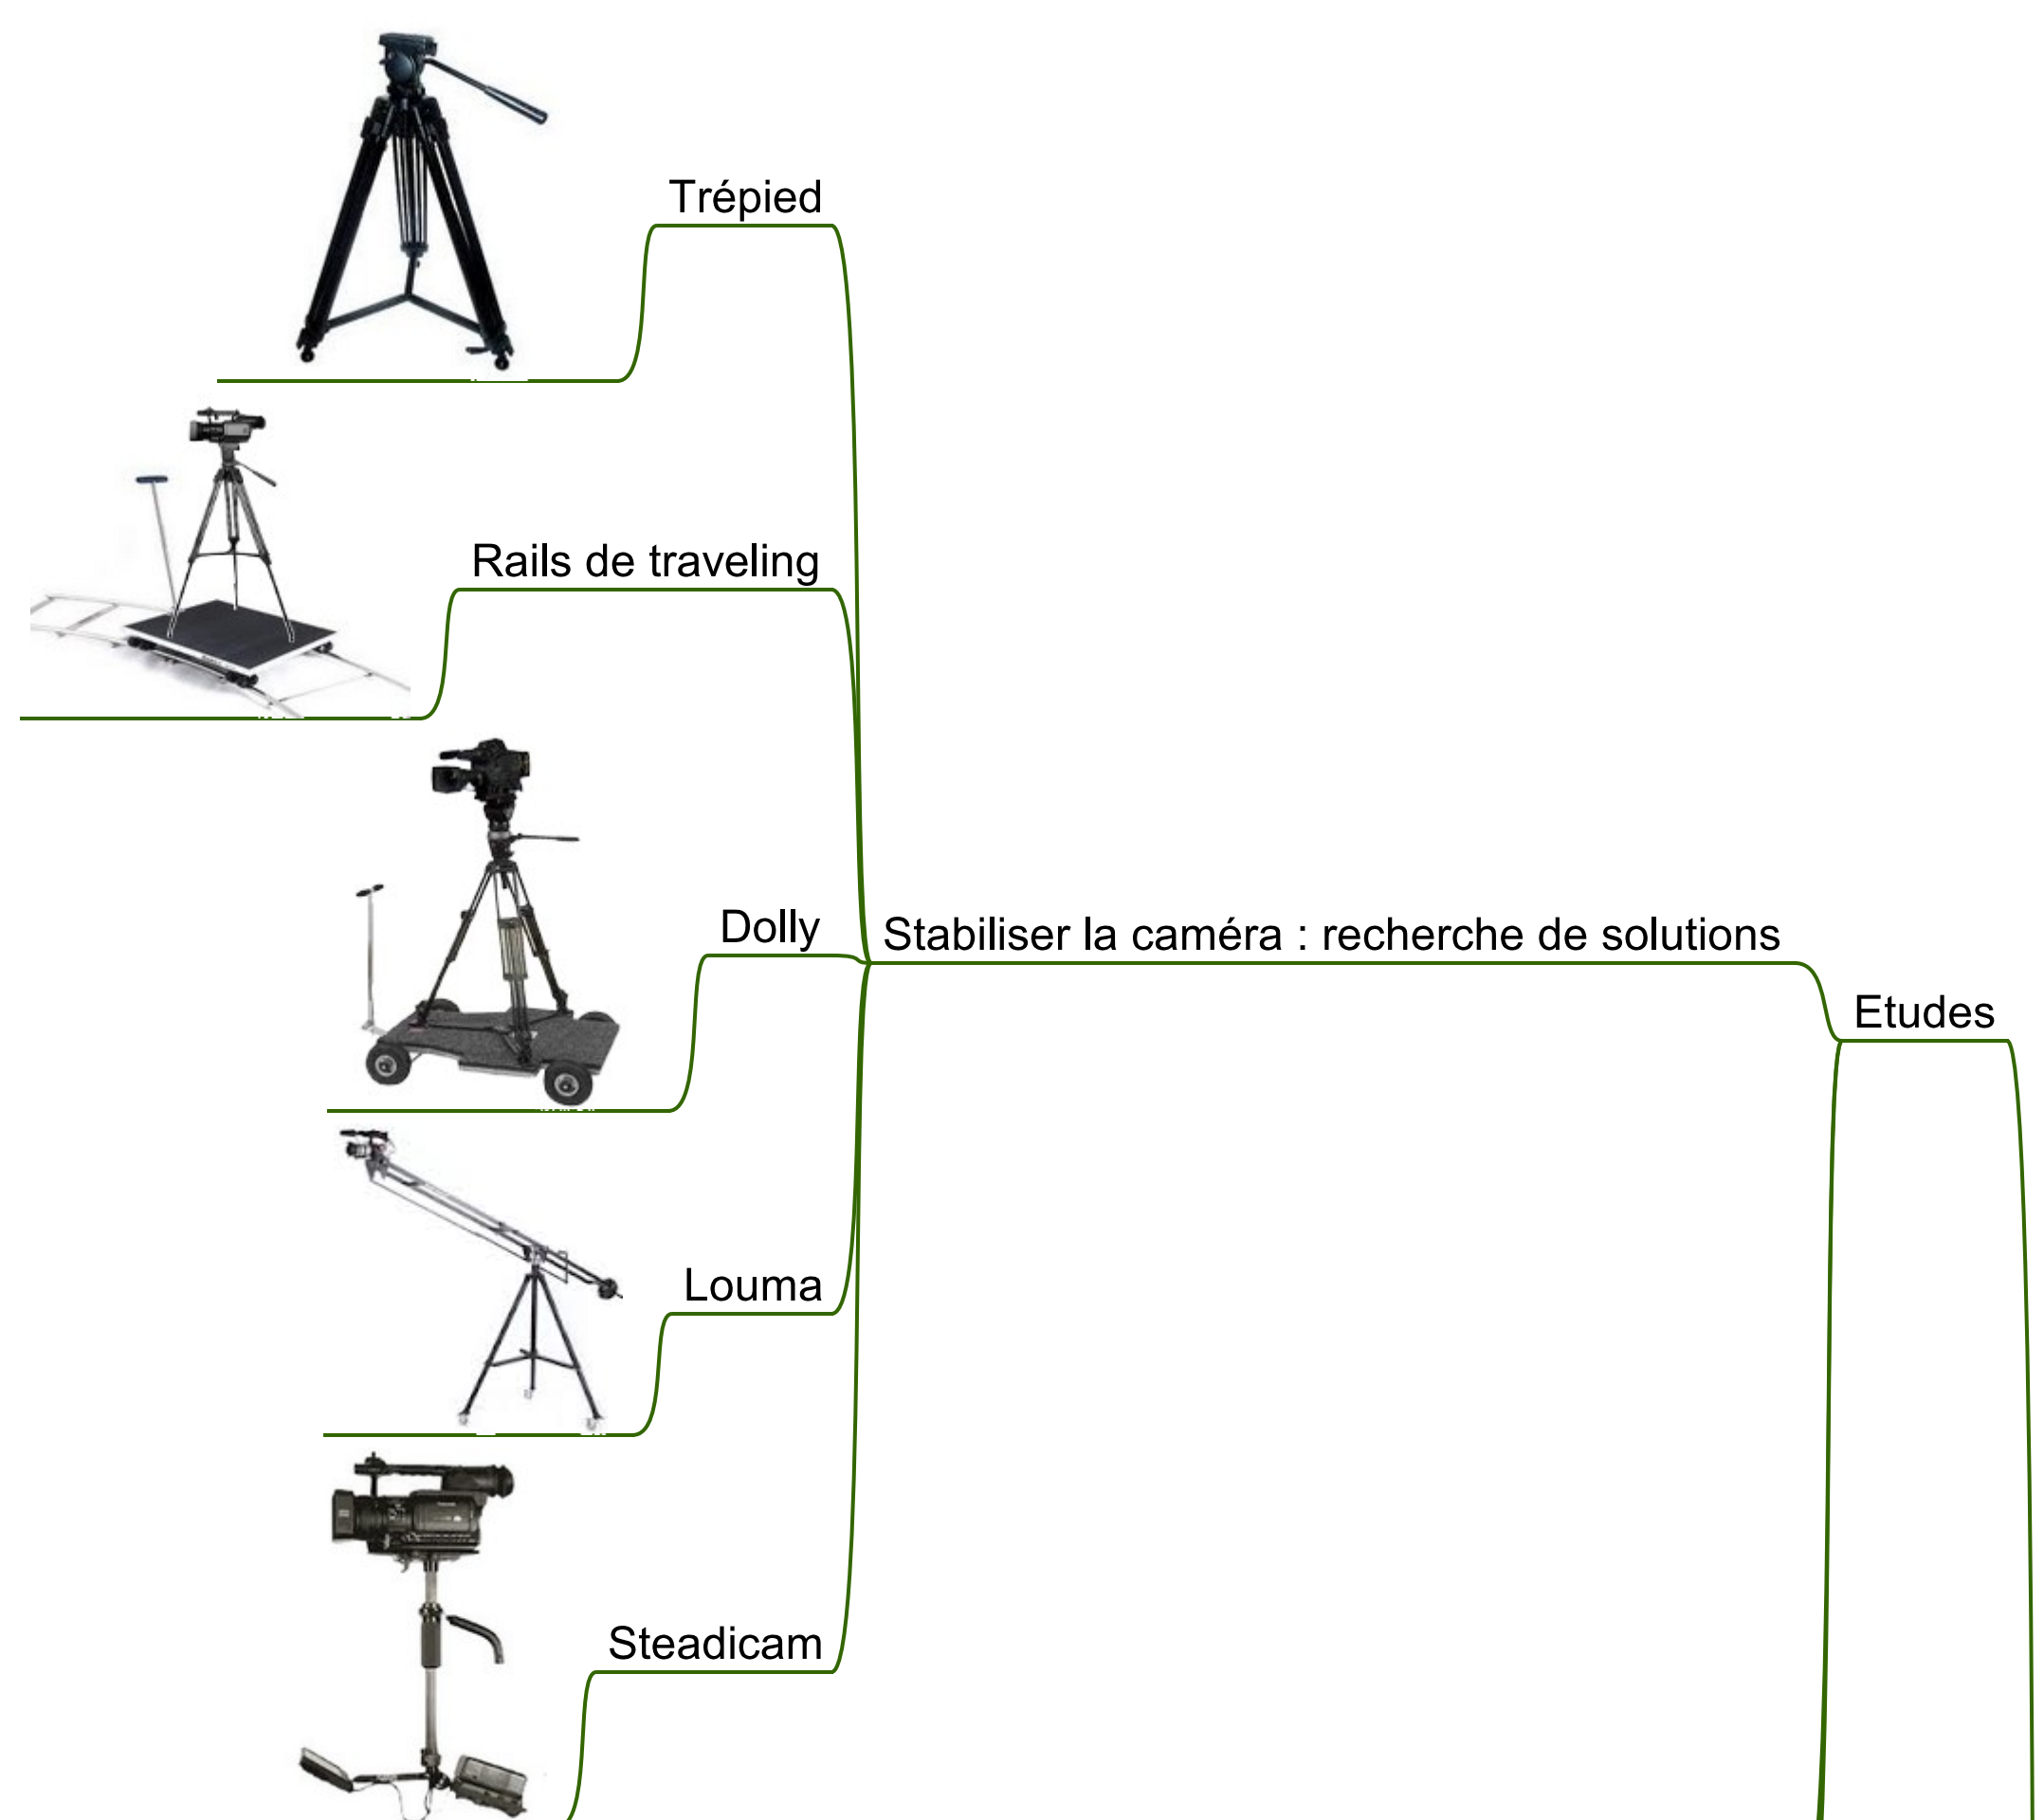 Trépied
Rails de traveling
Dolly
Stabiliser la caméra : recherche de solutions
Etudes
Louma
Steadicam